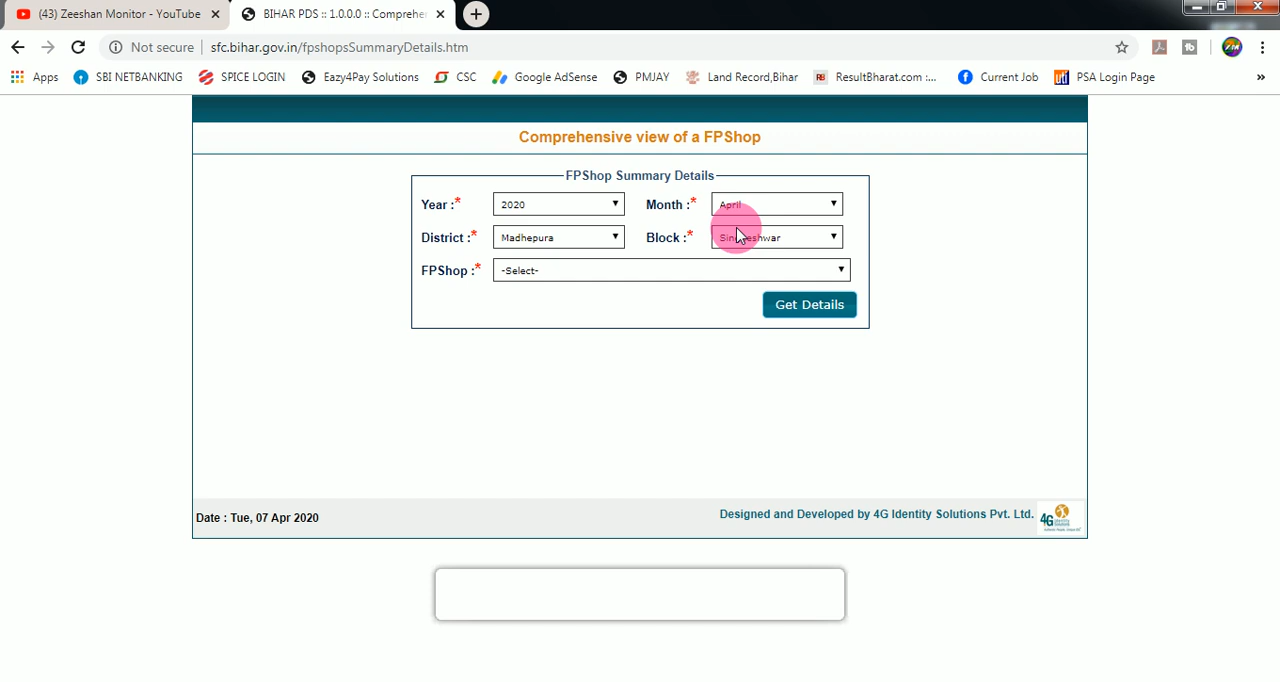 (43) Zeeshan Monitor - YouTube
BIHAR PDS :: 1.0.0.0 :: Comprehe
Not secure
sfc.bihar.gov.in/fpshopsSummaryDetails.htm
Apps
SBI NETBANKING
SPICE LOGIN
Eazy4Pay Solutions
CSC
Google AdSense
PMJAY
Land Record,Bihar
ResultBharat.com :...
Current Job
PSA Login Page
»
Comprehensive view of a FPShop
FPShop Summary Details
Year :* 2020 Month :* April
District :* Madhepura Block :*
FPShop :* -Select-
Get Details
Date : Tue, 07 Apr 2020
Designed and Developed by 4G Identity Solutions Pvt. Ltd.
4G Identity Solutions